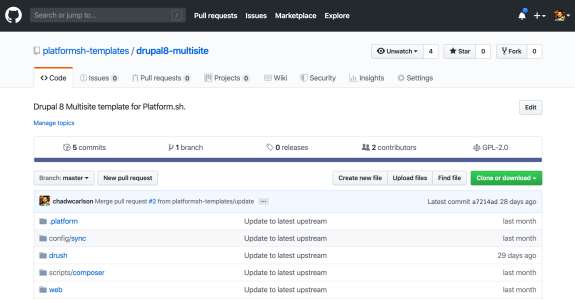 Search or jump to... /
Pull requests Issues Marketplace Explore
platformsh-templates / drupal8-multisite
Unwatch 4 Star 0 Fork 0
Code Issues 0 Pull requests 0 Projects 0 Wiki Security Insights Settings
Drupal 8 Multisite template for Platform.sh. Edit
Manage topics
5 commits 1 branch 0 releases 2 contributors GPL-2.0
Branch: master New pull request Create new file Upload files Find file Clone or download
chadwcarlson Merge pull request #2 from platformsh-templates/update ... Latest commit a7214ad 28 days ago
.platform Update to latest upstream last month
config/sync Update to latest upstream last month
drush Update to latest upstream 29 days ago
scripts/composer Update to latest upstream last month
web Update to latest upstream last month